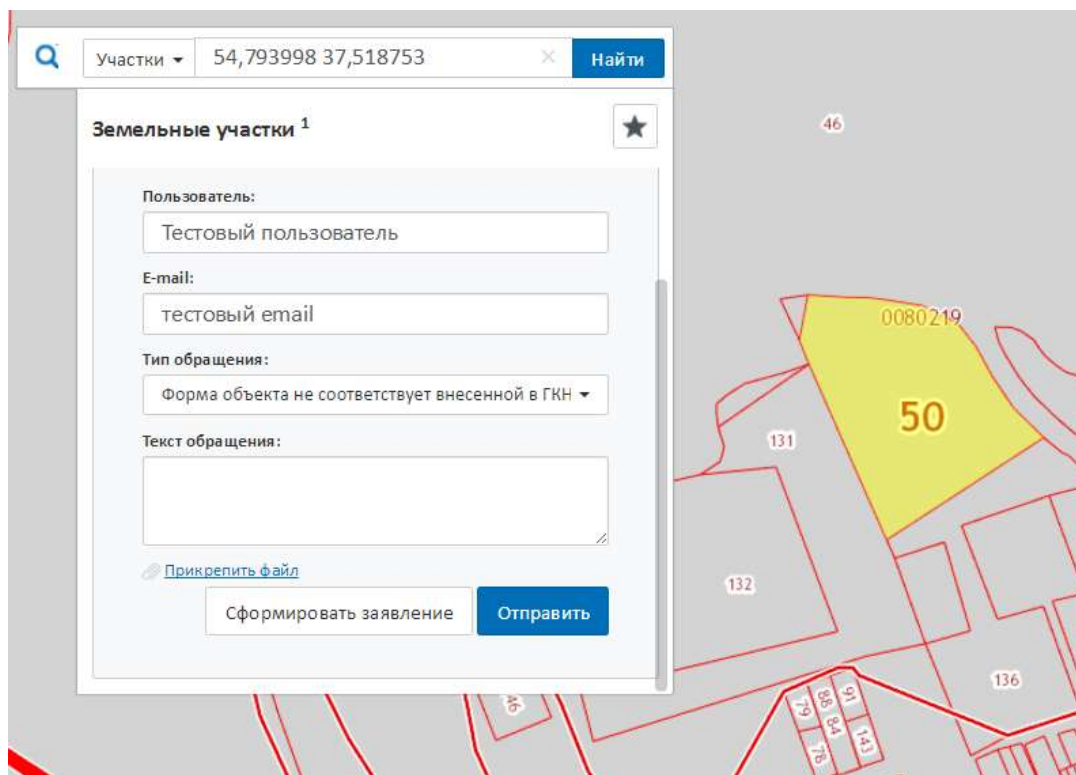 Участки
54,793998 37,518753
Найти
Земельные участки 1
Пользователь:
Тестовый пользователь
E-mail:
тестовый email
Тип обращения:
Форма объекта не соответствует внесенной в ГКН
Текст обращения:
Прикрепить файл
Сформировать заявление
Отправить
46
0080219
50
131
132
136
46
79
88
91
84
78
143